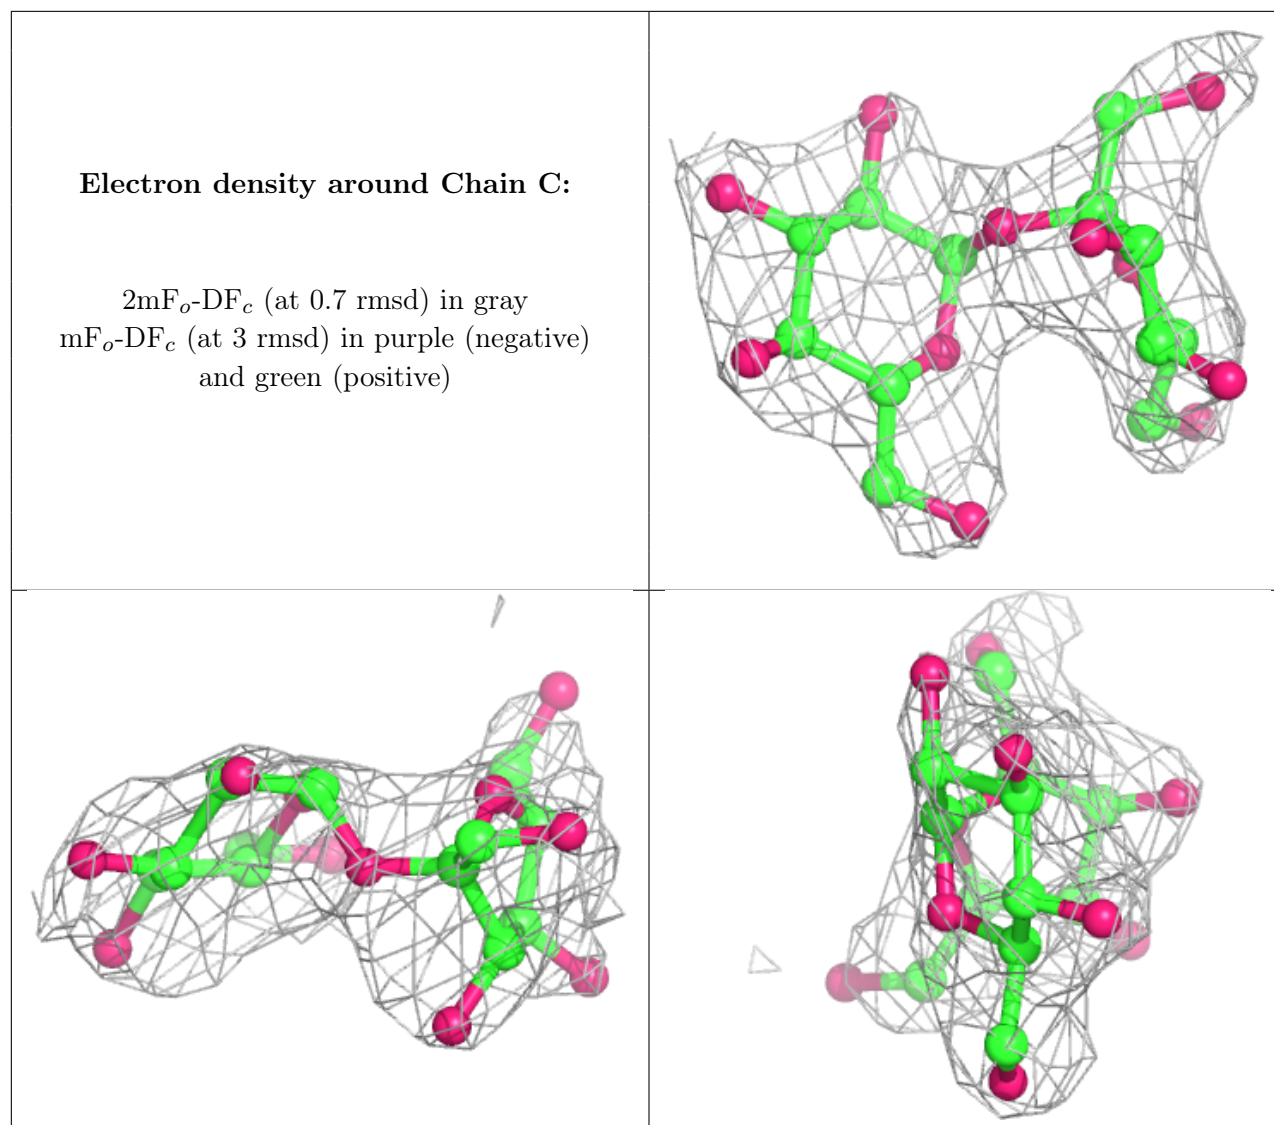 Electron density around Chain C:
2mFo-DFc (at 0.7 rmsd) in gray
mFo-DFc (at 3 rmsd) in purple (negative)
and green (positive)